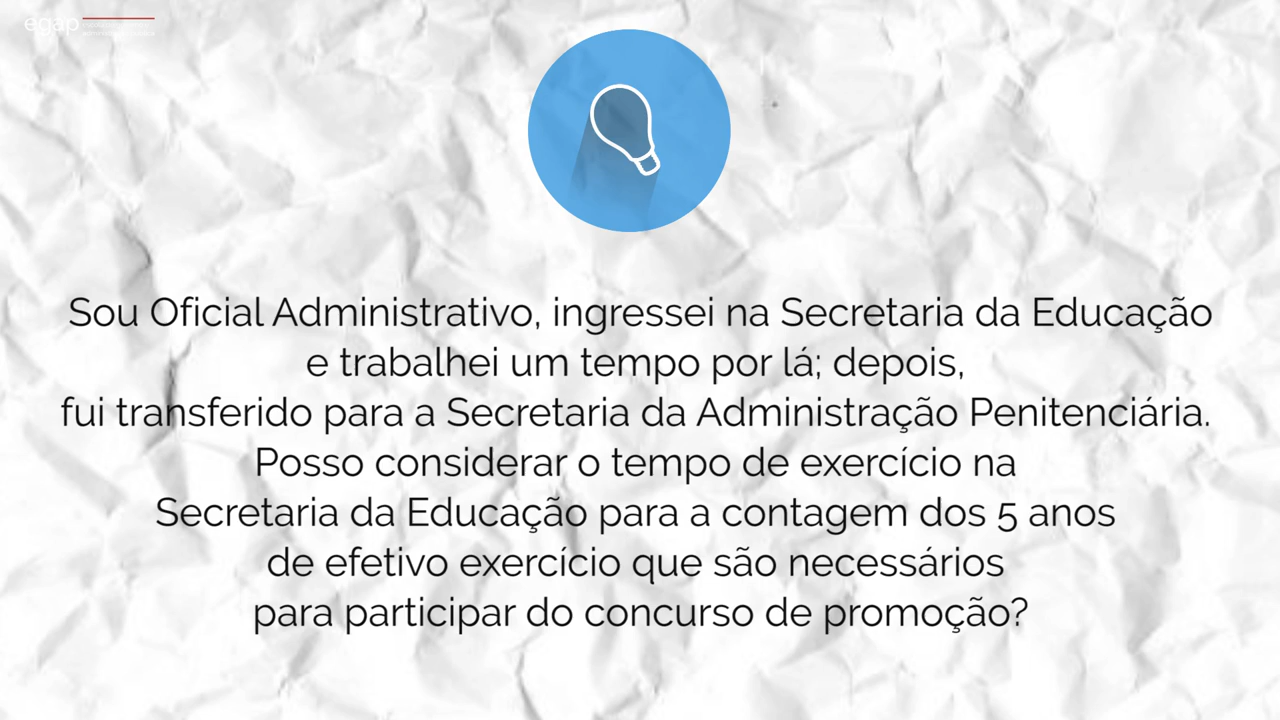 egap
Sou Oficial Administrativo, ingressei na Secretaria da Educação
e trabalhei um tempo por lá; depois,
fui transferido para a Secretaria da Administração Penitenciária.
Posso considerar o tempo de exercício na
Secretaria da Educação para a contagem dos 5 anos
de efetivo exercício que são necessários
para participar do concurso de promoção?